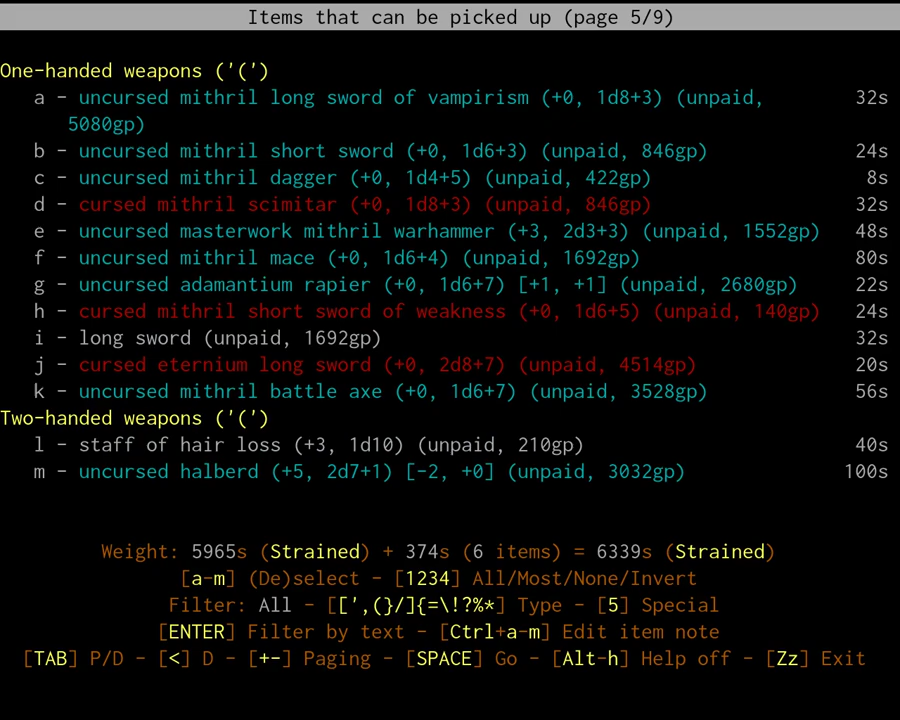 Items that can be picked up (page 5/9)
One-handed weapons ('(')
a - uncursed mithril long sword of vampirism (+0, 1d8+3) (unpaid, 32s
5080gp)
b - uncursed mithril short sword (+0, 1d6+3) (unpaid, 846gp) 24s
c - uncursed mithril dagger (+0, 1d4+5) (unpaid, 422gp) 8s
d - cursed mithril scimitar (+0, 1d8+3) (unpaid, 846gp) 32s
e - uncursed masterwork mithril warhammer (+3, 2d3+3) (unpaid, 1552gp) 48s
f - uncursed mithril mace (+0, 1d6+4) (unpaid, 1692gp) 80s
g - uncursed adamantium rapier (+0, 1d6+7) [+1, +1] (unpaid, 2680gp) 22s
h - cursed mithril short sword of weakness (+0, 1d6+5) (unpaid, 140gp) 24s
i - long sword (unpaid, 1692gp) 32s
j - cursed eternium long sword (+0, 2d8+7) (unpaid, 4514gp) 20s
k - uncursed mithril battle axe (+0, 1d6+7) (unpaid, 3528gp) 56s
Two-handed weapons ('(')
l - staff of hair loss (+3, 1d10) (unpaid, 210gp) 40s
m - uncursed halberd (+5, 2d7+1) [-2, +0] (unpaid, 3032gp) 100s
Weight: 5965s (Strained) + 374s (6 items) = 6339s (Strained)
[a-m] (De)select - [1234] All/Most/None/Invert
Filter: All - [[',(}/]{=\!?%*] Type - [5] Special
[ENTER] Filter by text - [Ctrl+a-m] Edit item note
[TAB] P/D - [<] D - [+-] Paging - [SPACE] Go - [Alt-h] Help off - [Zz] Exit